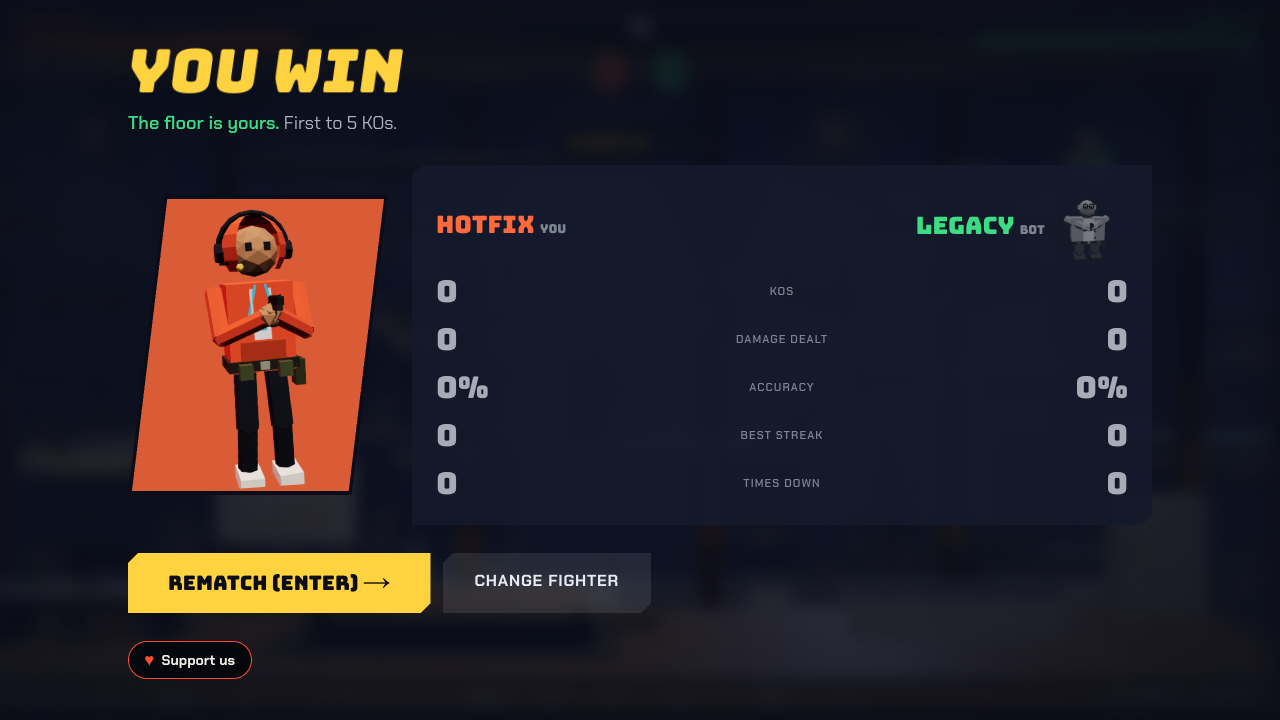 YOU WIN
The floor is yours. First to 5 KOs.
HOTFIX YOU
LEGACY BOT
0 KOS 0
0 DAMAGE DEALT 0
0% ACCURACY 0%
0 BEST STREAK 0
0 TIMES DOWN 0
REMATCH (ENTER) →
CHANGE FIGHTER
♥ Support us